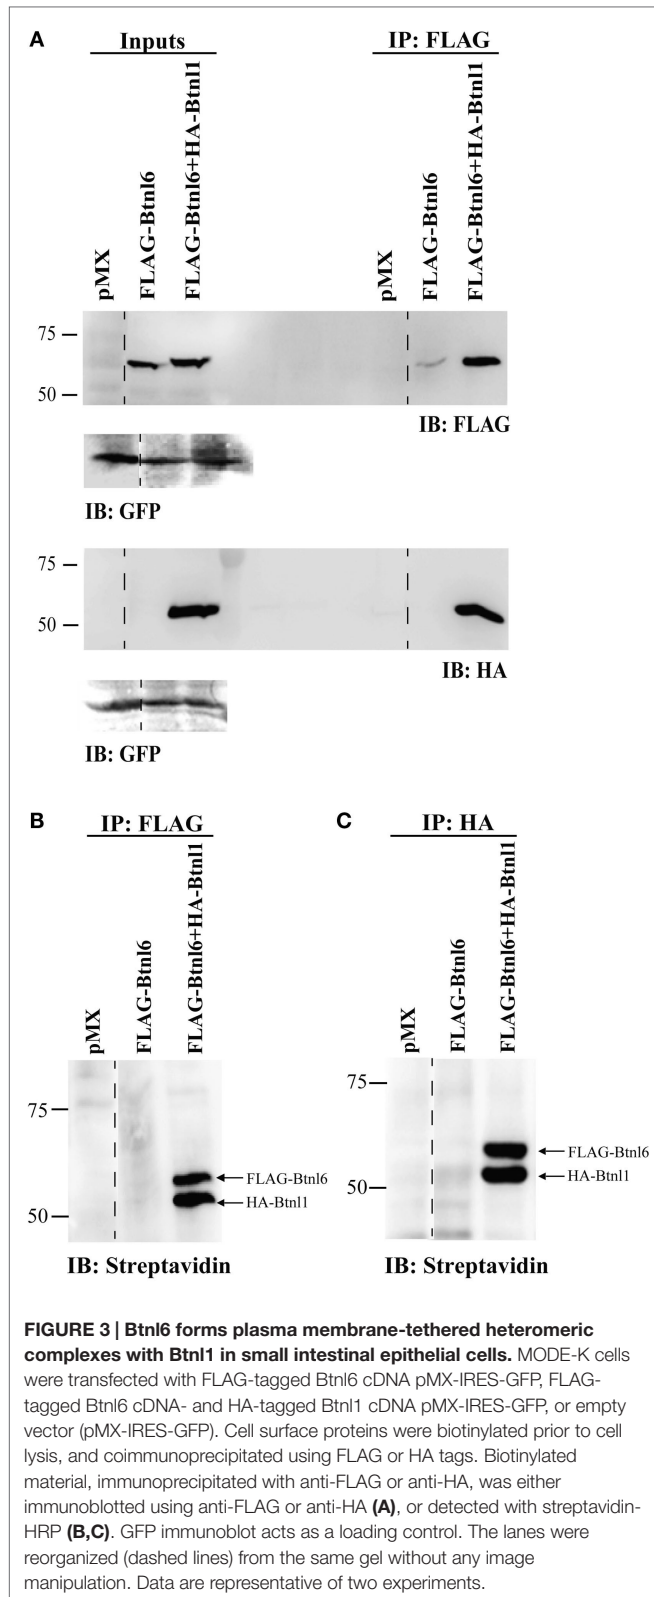 A
Inputs
IP: FLAG
pMX
FLAG-Btnl6
FLAG-Btnl6+HA-Btnl1
pMX
FLAG-Btnl6
FLAG-Btnl6+HA-Btnl1
75
50
IB: FLAG
IB: GFP
75
50
IB: HA
IB: GFP
B
IP: FLAG
pMX
FLAG-Btnl6
FLAG-Btnl6+HA-Btnl1
75
FLAG-Btnl6
HA-Btnl1
50
IB: Streptavidin
C
IP: HA
pMX
FLAG-Btnl6
FLAG-Btnl6+HA-Btnl1
75
FLAG-Btnl6
HA-Btnl1
50
IB: Streptavidin
FIGURE 3 | Btnl6 forms plasma membrane-tethered heteromeric
complexes with Btnl1 in small intestinal epithelial cells. MODE-K cells
were transfected with FLAG-tagged Btnl6 cDNA pMX-IRES-GFP, FLAG-
tagged Btnl6 cDNA- and HA-tagged Btnl1 cDNA pMX-IRES-GFP, or empty
vector (pMX-IRES-GFP). Cell surface proteins were biotinylated prior to cell
lysis, and coimmunoprecipitated using FLAG or HA tags. Biotinylated
material, immunoprecipitated with anti-FLAG or anti-HA, was either
immunoblotted using anti-FLAG or anti-HA (A), or detected with streptavidin-
HRP (B,C). GFP immunoblot acts as a loading control. The lanes were
reorganized (dashed lines) from the same gel without any image
manipulation. Data are representative of two experiments.